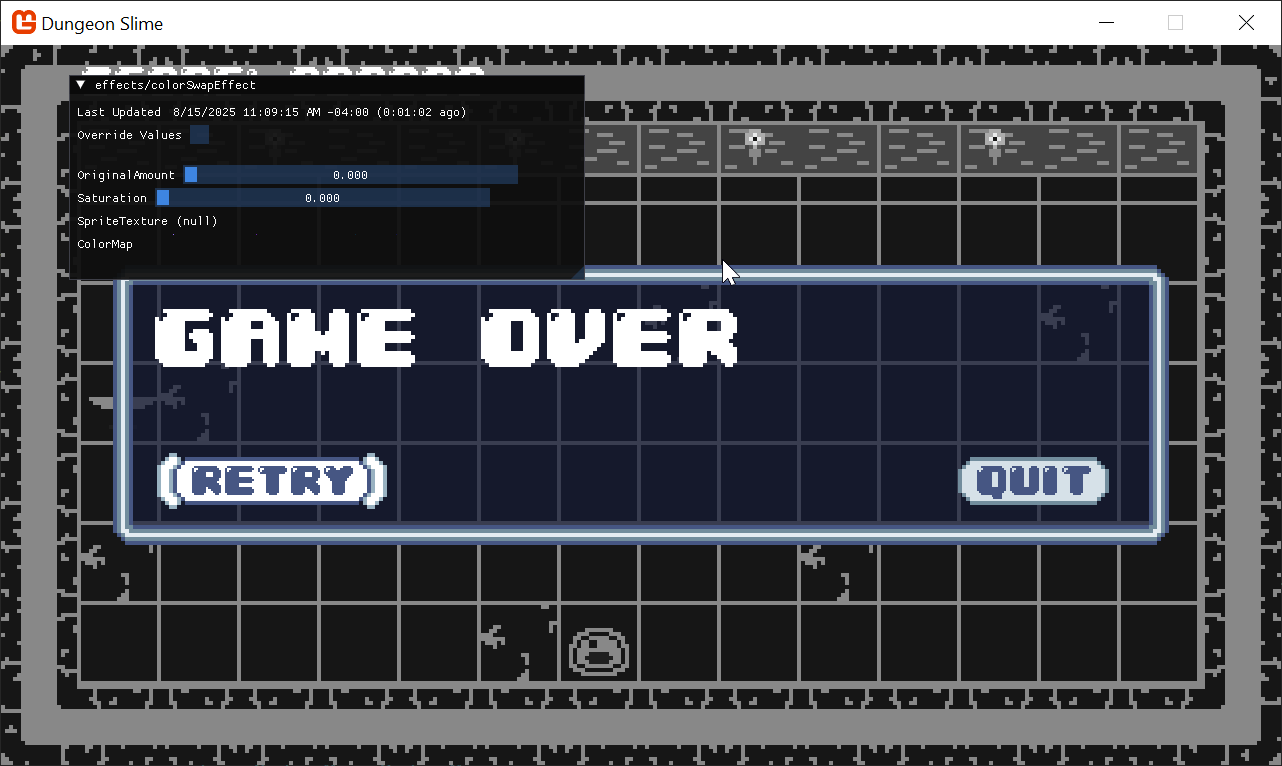 Dungeon Slime
effects/colorSwapEffect
Last Updated 8/15/2025 11:09:15 AM -04:00 (0:01:02 ago)
Override Values
OriginalAmount 0.000
Saturation 0.000
SpriteTexture (null)
ColorMap
GAME OVER
RETRY QUIT